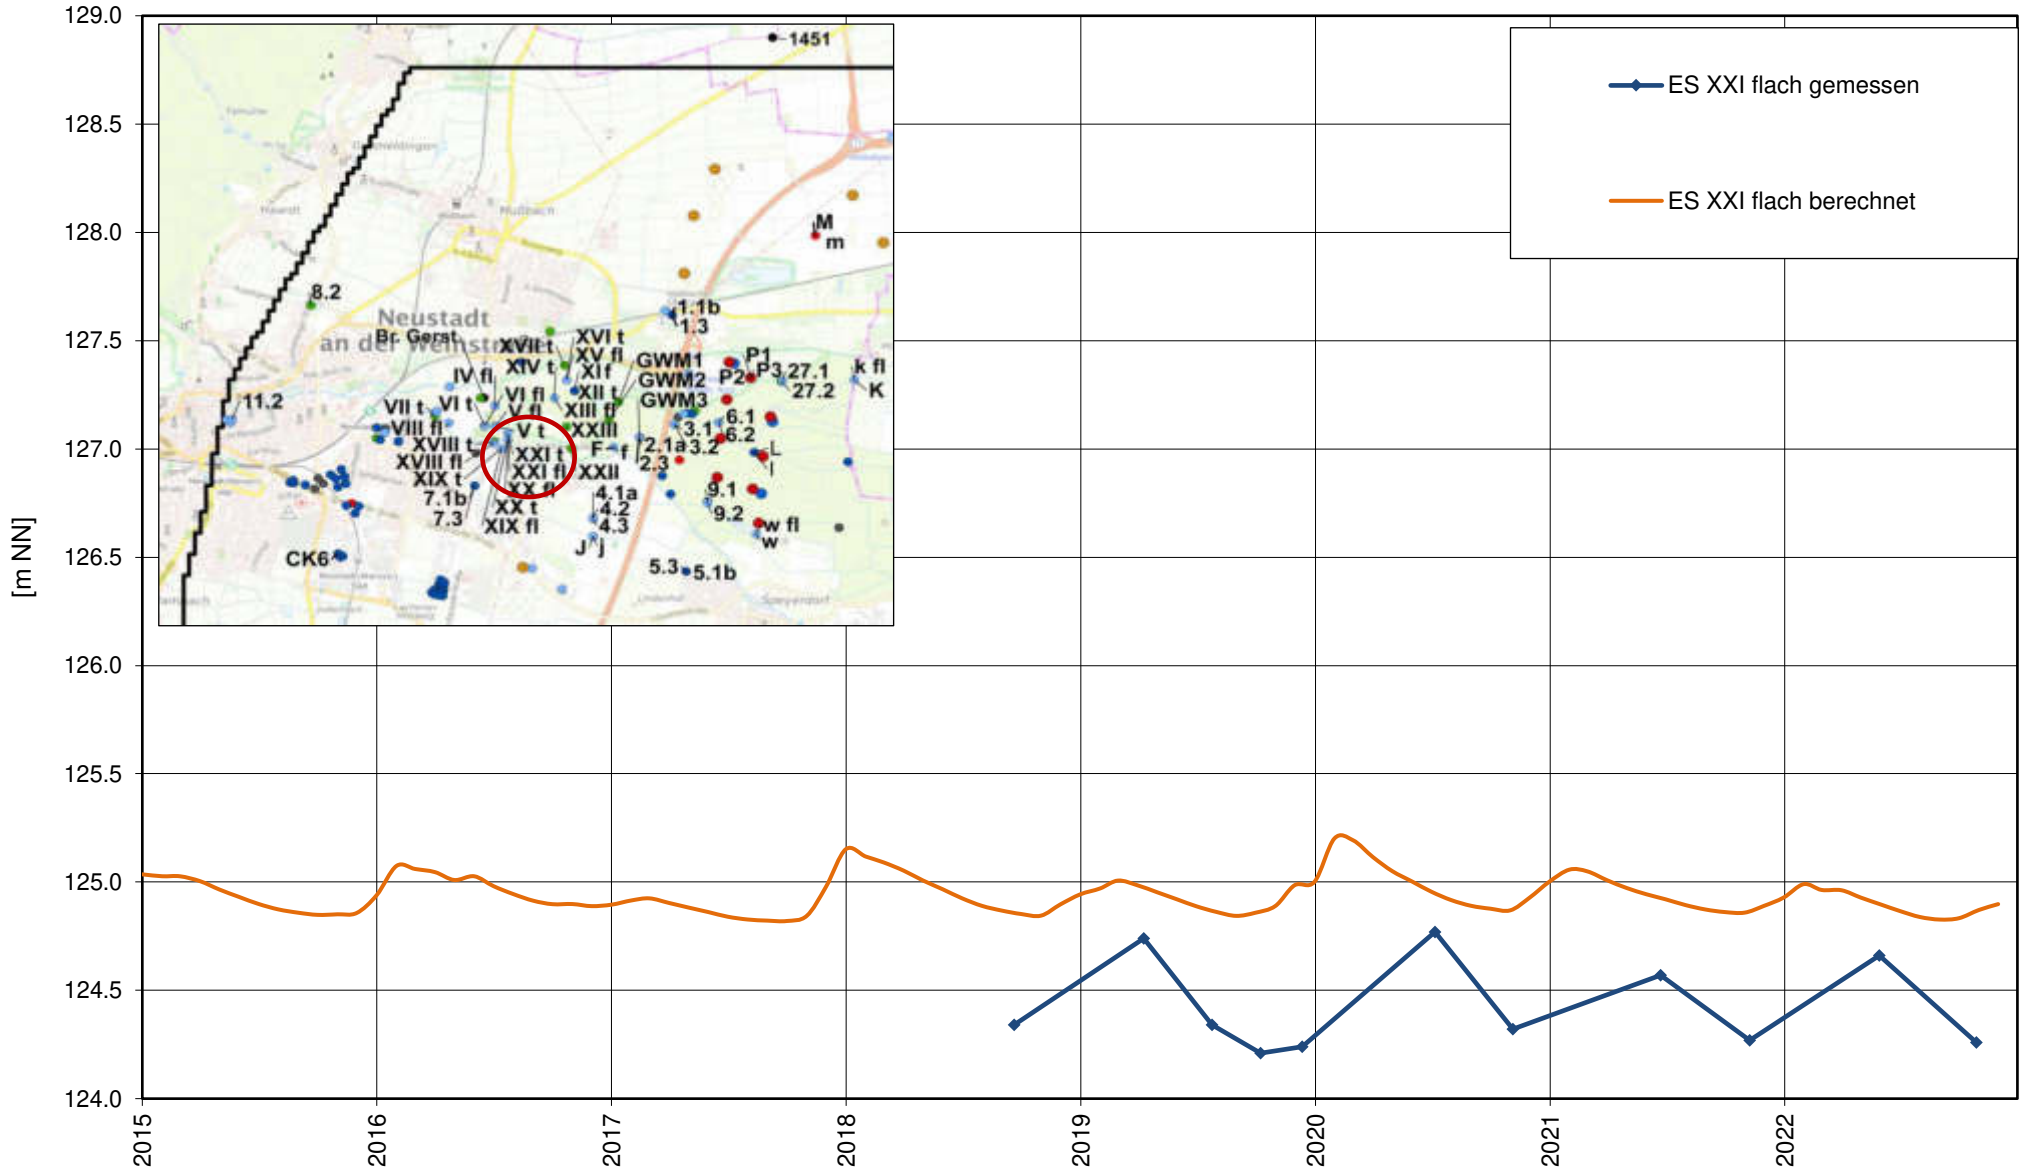 129.0
128.5
128.0
127.5
127.0
126.5
126.0
125.5
125.0
124.5
124.0
[m NN]
2015
2016
2017
2018
2019
2020
2021
2022
ES XXI flach gemessen
ES XXI flach berechnet
1451
Mußbach
Haardt
M
m
8.2
Neustadt
an der Weinstraße
Br. Gerst.
1.1b
1.3
XVI t
XVII t
XV fl
XIV t
XI f
GWM1
P1
P2
P3
27.1
27.2
k fl
K
IV fl
XII t
GWM2
11.2
VII t
VI t
VI fl
V fl
XIII fl
GWM3
6.1
6.2
VIII fl
V t
XXIII
3.1
3.2
XVIII t
XVIII fl
XXI t
F
f
2.1a
2.3
L
l
XIX t
XXI fl
XXII
XX fl
7.1b
7.3
XX t
XIX fl
4.1a
4.2
4.3
9.1
9.2
J
j
w fl
w
CK6
5.3
5.1b
Speyerdorf